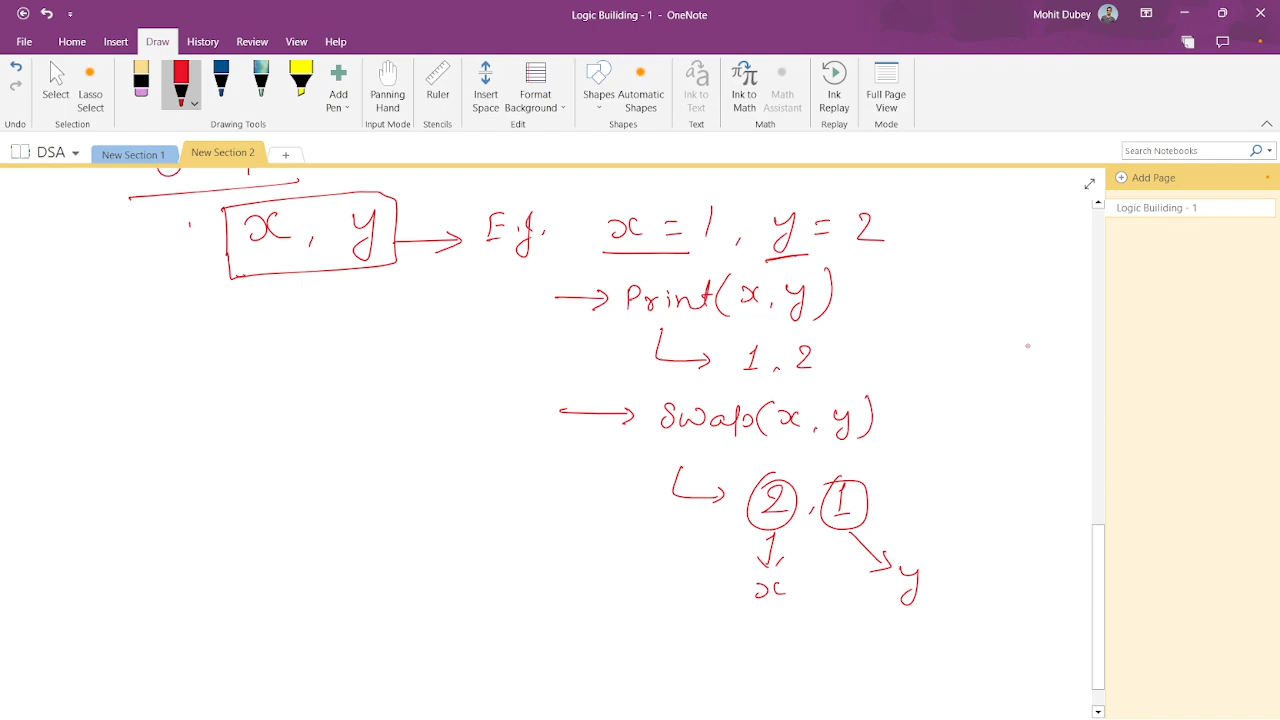 Logic Building - 1 - OneNote
Mohit Dubey
File Home Insert Draw History Review View Help
Undo
Select
Lasso Select
Add Pen
Panning Hand
Ruler
Insert Space
Format Background
Shapes
Automatic Shapes
Ink to Text
Ink to Math
Math Assistant
Ink Replay
Full Page View
Selection Drawing Tools Input Mode Stencils Edit Shapes Text Math Replay Mode
DSA New Section 1 New Section 2 +
Search Notebooks
Add Page
Logic Builiding - 1
x, y → E.g. x = 1, y = 2
→ Print(x, y)
1, 2
→ Swap(x, y)
2, 1
x y